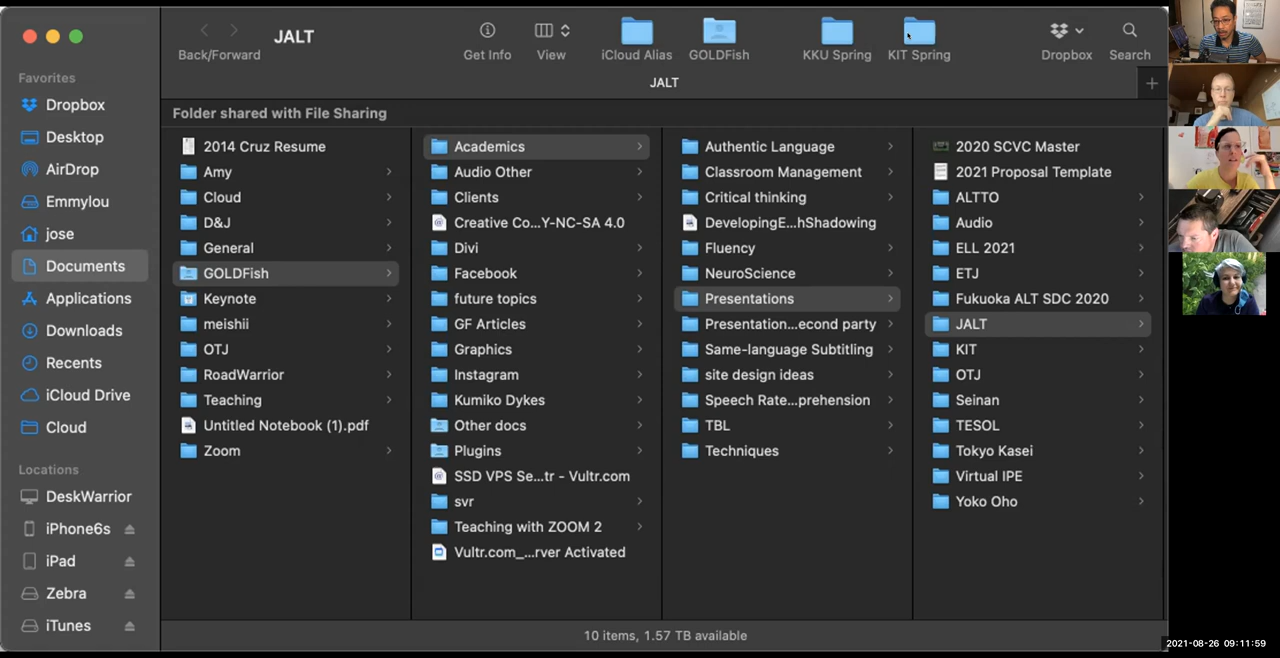 JALT
Back/Forward
Get Info
View
iCloud Alias
GOLDFish
KKU Spring
KIT Spring
Dropbox
Search
JALT
Folder shared with File Sharing
Favorites
Dropbox
Desktop
AirDrop
Emmylou
jose
Documents
Applications
Downloads
Recents
iCloud Drive
Cloud
Locations
DeskWarrior
iPhone6s
iPad
Zebra
iTunes
2014 Cruz Resume
Amy
Cloud
D&J
General
GOLDFish
Keynote
meishii
OTJ
RoadWarrior
Teaching
Untitled Notebook (1).pdf
Zoom
Academics
Audio Other
Clients
Creative Co...Y-NC-SA 4.0
Divi
Facebook
future topics
GF Articles
Graphics
Instagram
Kumiko Dykes
Other docs
Plugins
SSD VPS Se...tr - Vultr.com
svr
Teaching with ZOOM 2
Vultr.com_...rver Activated
Authentic Language
Classroom Management
Critical thinking
DevelopingE...hShadowing
Fluency
NeuroScience
Presentations
Presentation...econd party
Same-language Subtitling
site design ideas
Speech Rate...prehension
TBL
Techniques
2020 SCVC Master
2021 Proposal Template
ALTTO
Audio
ELL 2021
ETJ
Fukuoka ALT SDC 2020
JALT
KIT
OTJ
Seinan
TESOL
Tokyo Kasei
Virtual IPE
Yoko Oho
10 items, 1.57 TB available
2021-08-26 09:11:59